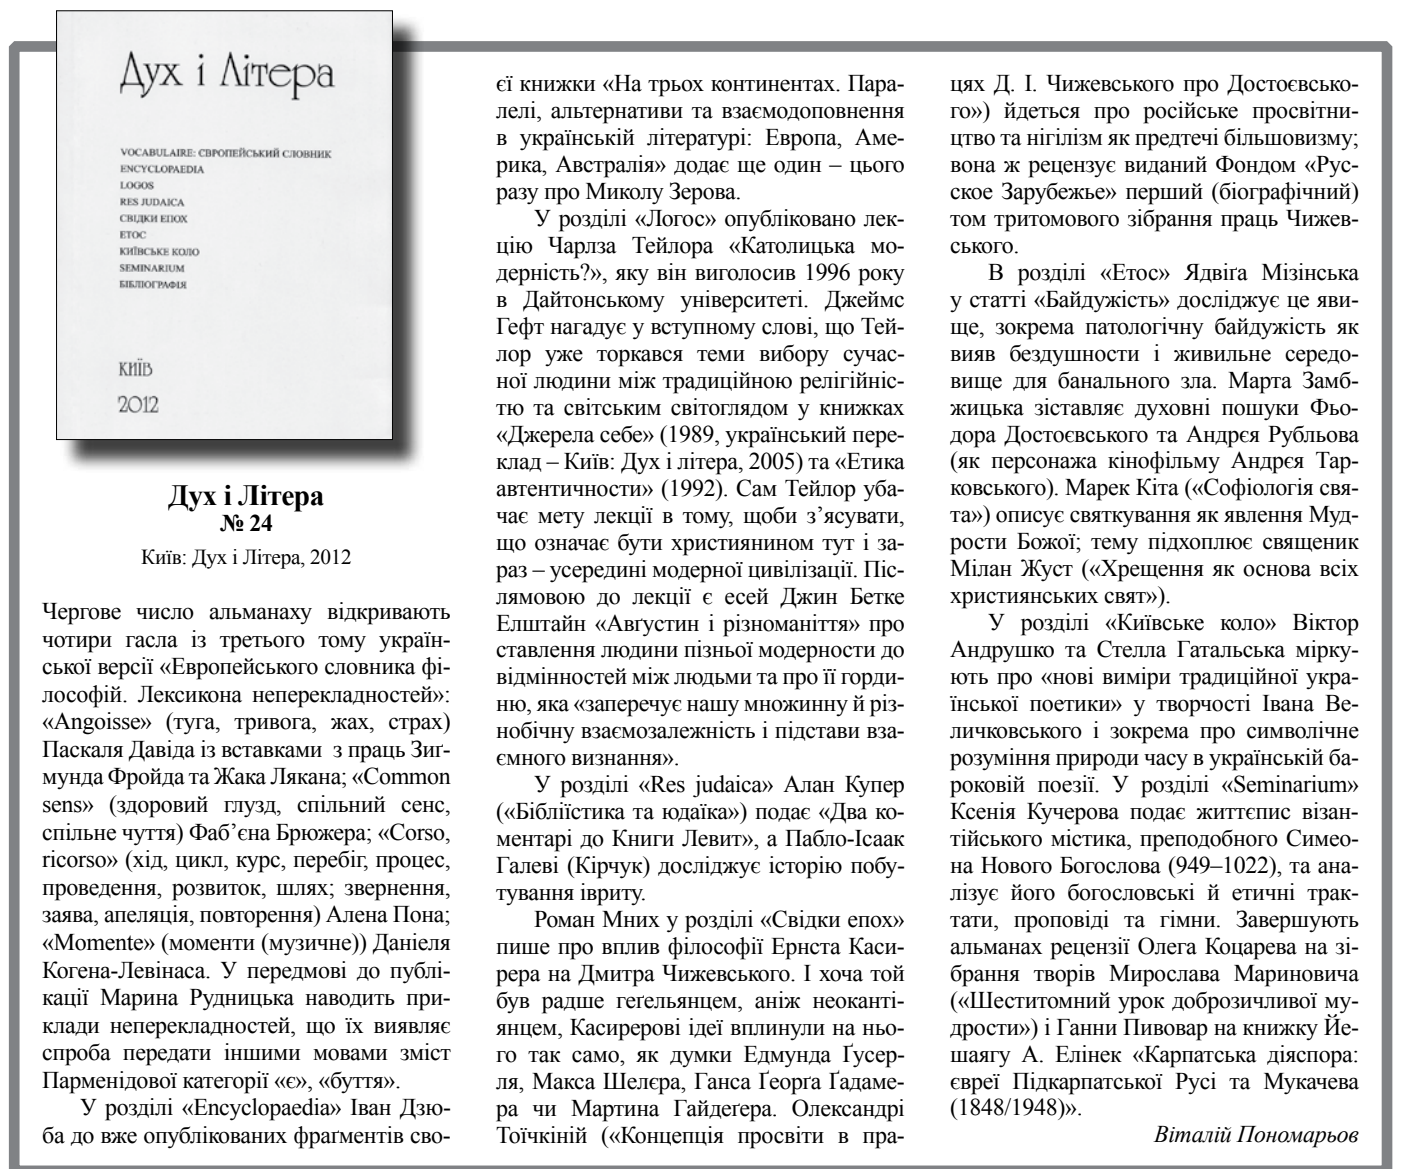 Дух і Літера
VOCABULAIRE: ЄВРОПЕЙСЬКИЙ СЛОВНИК
ENCYCLOPAEDIA
LOGOS
RES JUDAICA
СВІДКИ ЕПОХ
ЕТОС
КИЇВСЬКЕ КОЛО
SEMINARIUM
БІБЛІОГРАФІЯ
КИЇВ
2012
Дух і Літера
№ 24
Київ: Дух і Літера, 2012
Чергове число альманаху відкривають
чотири гасла із третього тому україн-
ської версії «Европейського словника фі-
лософій. Лексикона неперекладностей»:
«Angoisse» (туга, тривога, жах, страх)
Паскаля Давіда із вставками з праць Зиґ-
мунда Фройда та Жака Лякана; «Common
sens» (здоровий глузд, спільний сенс,
спільне чуття) Фаб’єна Брюжера; «Corso,
ricorso» (хід, цикл, курс, перебіг, процес,
проведення, розвиток, шлях; звернення,
заява, апеляція, повторення) Алена Пона;
«Momente» (моменти (музичне)) Даніеля
Когена-Левінаса. У передмові до публі-
кації Марина Рудницька наводить при-
клади неперекладностей, що їх виявляє
спроба передати іншими мовами зміст
Парменідової категорії «є», «буття».
У розділі «Encyclopaedia» Іван Дзю-
ба до вже опублікованих фраґментів сво-
єї книжки «На трьох континентах. Пара-
лелі, альтернативи та взаємодоповнення
в українській літературі: Европа, Аме-
рика, Австралія» додає ще один – цього
разу про Миколу Зерова.
У розділі «Логос» опубліковано лек-
цію Чарлза Тейлора «Католицька мо-
дерність?», яку він виголосив 1996 року
в Дайтонському університеті. Джеймс
Гефт нагадує у вступному слові, що Тей-
лор уже торкався теми вибору сучас-
ної людини між традиційною релігійніс-
тю та світським світоглядом у книжках
«Джерела себе» (1989, український пере-
клад – Київ: Дух і літера, 2005) та «Етика
автентичности» (1992). Сам Тейлор уба-
чає мету лекції в тому, щоби з’ясувати,
що означає бути християнином тут і за-
раз – усередині модерної цивілізації. Піс-
лямовою до лекції є есей Джин Бетке
Елштайн «Авґустин і різноманіття» про
ставлення людини пізньої модерности до
відмінностей між людьми та про її горди-
ню, яка «заперечує нашу множинну й різ-
нобічну взаємозалежність і підстави вза-
ємного визнання».
У розділі «Res judaica» Алан Купер
(«Бібліїстика та юдаїка») подає «Два ко-
ментарі до Книги Левит», а Пабло-Ісаак
Галеві (Кірчук) досліджує історію побу-
тування івриту.
Роман Мних у розділі «Свідки епох»
пише про вплив філософії Ернста Каси-
рера на Дмитра Чижевського. І хоча той
був радше геґельянцем, аніж неоканті-
янцем, Касирерові ідеї вплинули на ньо-
го так само, як думки Едмунда Ґусер-
ля, Макса Шелєра, Ганса Ґеорґа Ґадаме-
ра чи Мартина Гайдеґера. Олександрі
Тоїчкіній («Концепція просвіти в пра-
цях Д. І. Чижевського про Достоєвсько-
го») йдеться про російське просвітни-
цтво та нігілізм як предтечі більшовизму;
вона ж рецензує виданий Фондом «Рус-
ское Зарубежье» перший (біографічний)
том тритомового зібрання праць Чижев-
ського.
В розділі «Етос» Ядвіґа Мізінська
у статті «Байдужість» досліджує це яви-
ще, зокрема патологічну байдужість як
вияв бездушности і живильне середо-
вище для банального зла. Марта Замб-
жицька зіставляє духовні пошуки Фьо-
дора Достоєвського та Андрєя Рубльова
(як персонажа кінофільму Андрєя Тар-
ковського). Марек Кіта («Софіологія свя-
та») описує святкування як явлення Муд-
рости Божої; тему підхоплює священик
Мілан Жуст («Хрещення як основа всіх
християнських свят»).
У розділі «Київське коло» Віктор
Андрушко та Стелла Гатальська мірку-
ють про «нові виміри традиційної укра-
їнської поетики» у творчості Івана Ве-
личковського і зокрема про символічне
розуміння природи часу в українській ба-
роковій поезії. У розділі «Seminarium»
Ксенія Кучерова подає життєпис візан-
тійського містика, преподобного Симео-
на Нового Богослова (949–1022), та ана-
лізує його богословські й етичні трак-
тати, проповіді та гімни. Завершують
альманах рецензії Олега Коцарева на зі-
брання творів Мирослава Мариновича
(«Шеститомний урок доброзичливої му-
дрости») і Ганни Пивовар на книжку Йе-
шаягу А. Елінек «Карпатська діяспора:
євреї Підкарпатської Русі та Мукачева
(1848/1948)».
Віталій Пономарьов